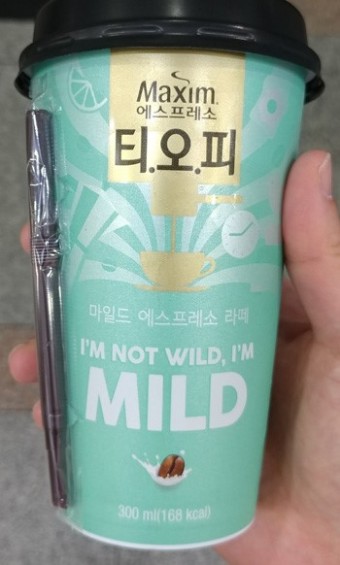 Maxim.
에스프레소
티.오.피
마일드 에스프레소 라떼
I'M NOT WILD, I'M
MILD
300 ml(168 kcal)